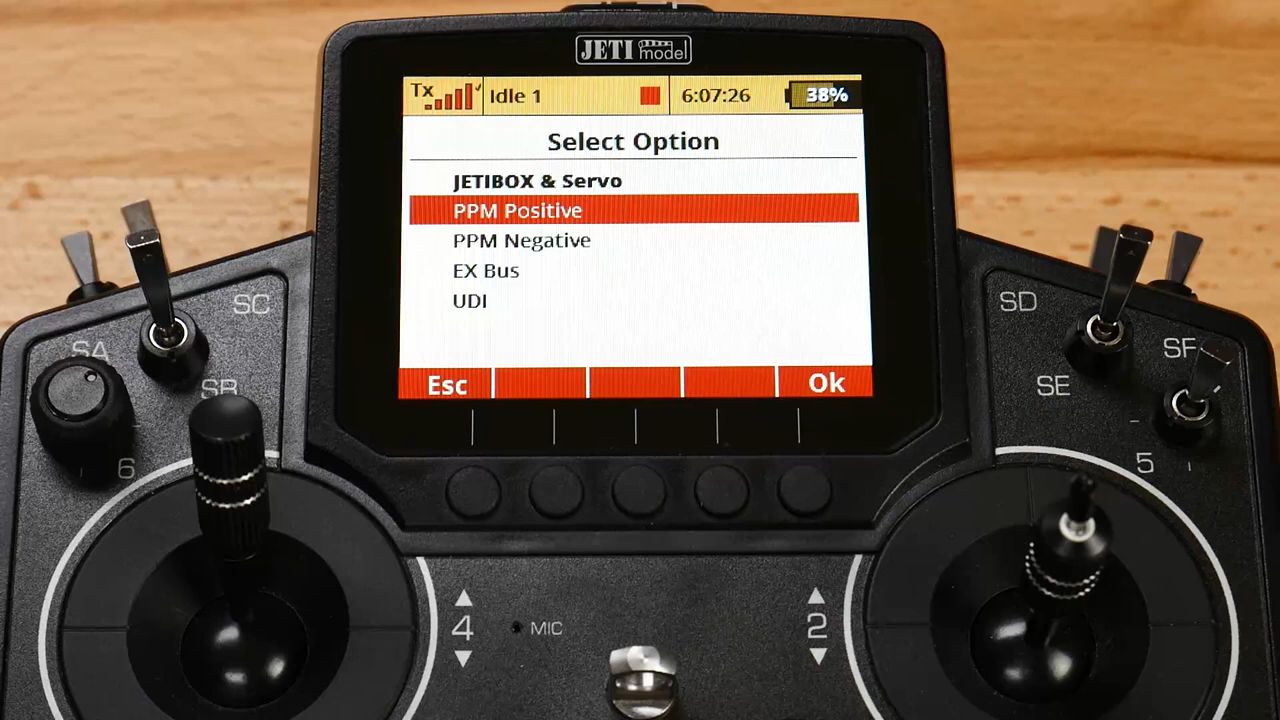 JETI model
Tx Idle 1 6:07:26 38%
Select Option
JETIBOX & Servo
PPM Positive
PPM Negative
EX Bus
UDI
Esc Ok
SC SD
SA SF
SB SE
6 5
4 MIC 2